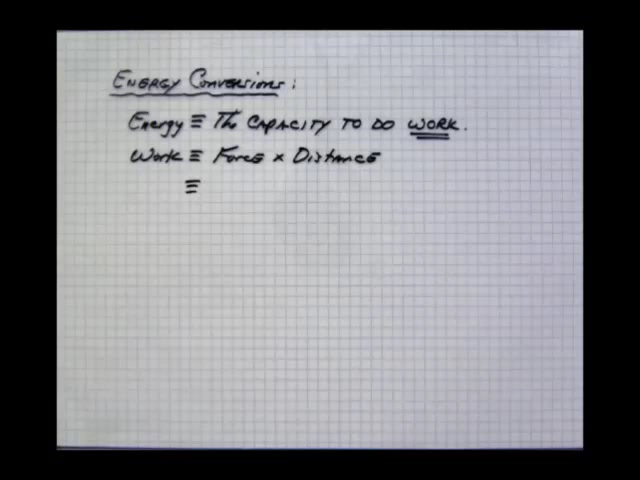 ENERGY CONVERSIONS:
Energy ≡ The CAPACITY TO DO WORK.
Work ≡ Force × Distance
≡